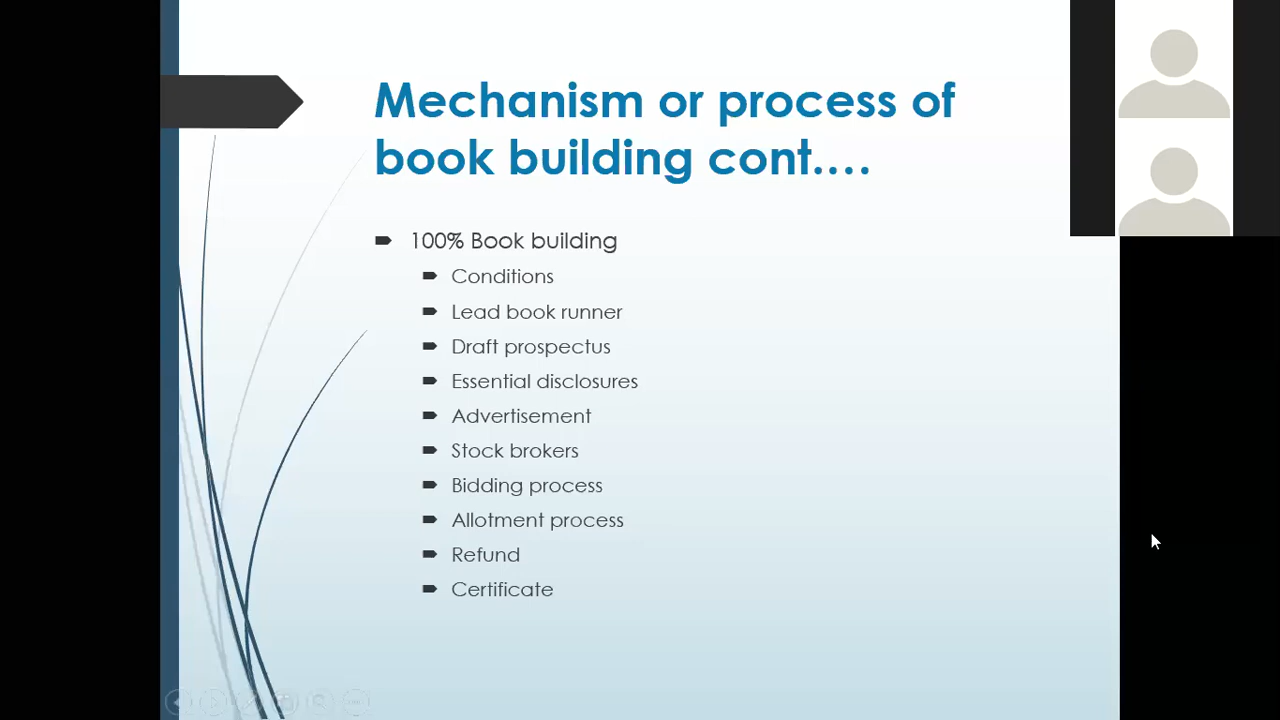 Mechanism or process of
book building cont....
100% Book building
Conditions
Lead book runner
Draft prospectus
Essential disclosures
Advertisement
Stock brokers
Bidding process
Allotment process
Refund
Certificate